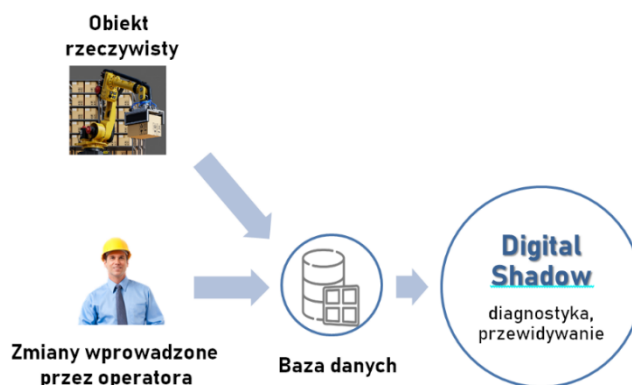 Obiekt
rzeczywisty
Zmiany wprowadzone
przez operatora
Baza danych
Digital
Shadow
diagnostyka,
przewidywanie